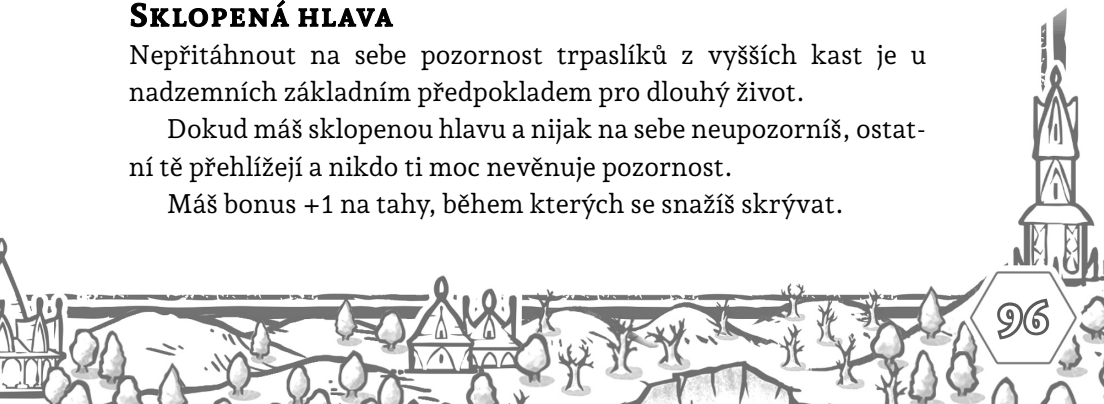 Sklopená hlava
Nepřitáhnout na sebe pozornost trpaslíků z vyšších kast je u
nadzemních základním předpokladem pro dlouhý život.
Dokud máš sklopenou hlavu a nijak na sebe neupozorníš, ostat-
ní tě přehlížejí a nikdo ti moc nevěnuje pozornost.
Máš bonus +1 na tahy, během kterých se snažíš skrývat.
96